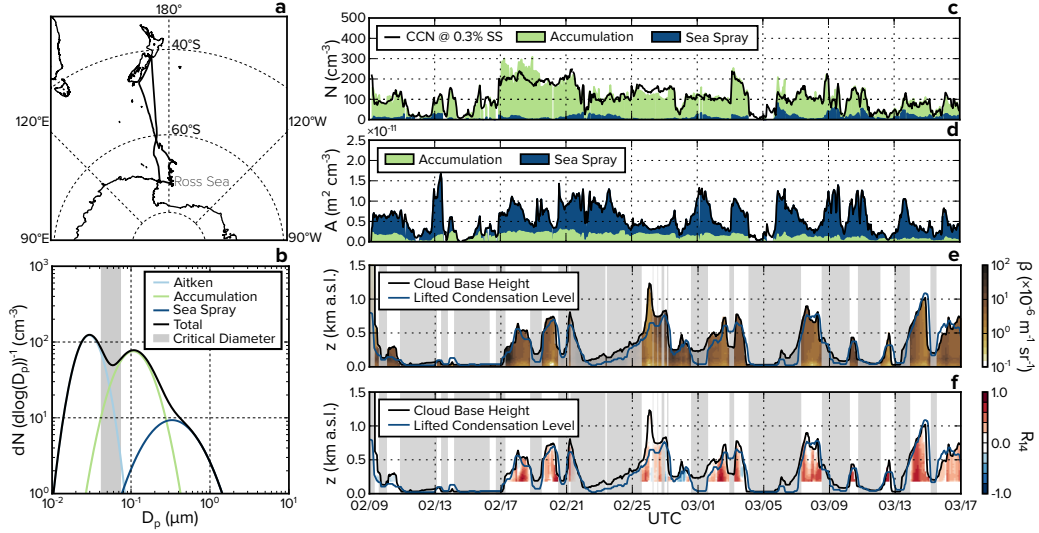 a
180°
40°S
60°S
120°E
120°W
Ross Sea
90°E
90°W
b
10³
10²
10¹
10⁰
dN (dlog(Dₚ))⁻¹ (cm⁻³)
Aitken
Accumulation
Sea Spray
Total
Critical Diameter
10⁻²
10⁻¹
10⁰
10¹
Dₚ (μm)
c
500
400
300
200
100
0
N (cm⁻³)
CCN @ 0.3% SS
Accumulation
Sea Spray
d
×10⁻¹¹
2.5
2.0
1.5
1.0
0.5
0.0
A (m² cm⁻³)
Accumulation
Sea Spray
e
1.5
1.0
0.5
0.0
z (km a.s.l.)
Cloud Base Height
Lifted Condensation Level
10²
10¹
10⁰
10⁻¹
β (×10⁻⁶ m⁻¹ sr⁻¹)
f
1.5
1.0
0.5
0.0
z (km a.s.l.)
Cloud Base Height
Lifted Condensation Level
1.0
0.5
0.0
-0.5
-1.0
R₁₄
02/09
02/13
02/17
02/21
02/25
03/01
03/05
03/09
03/13
03/17
UTC